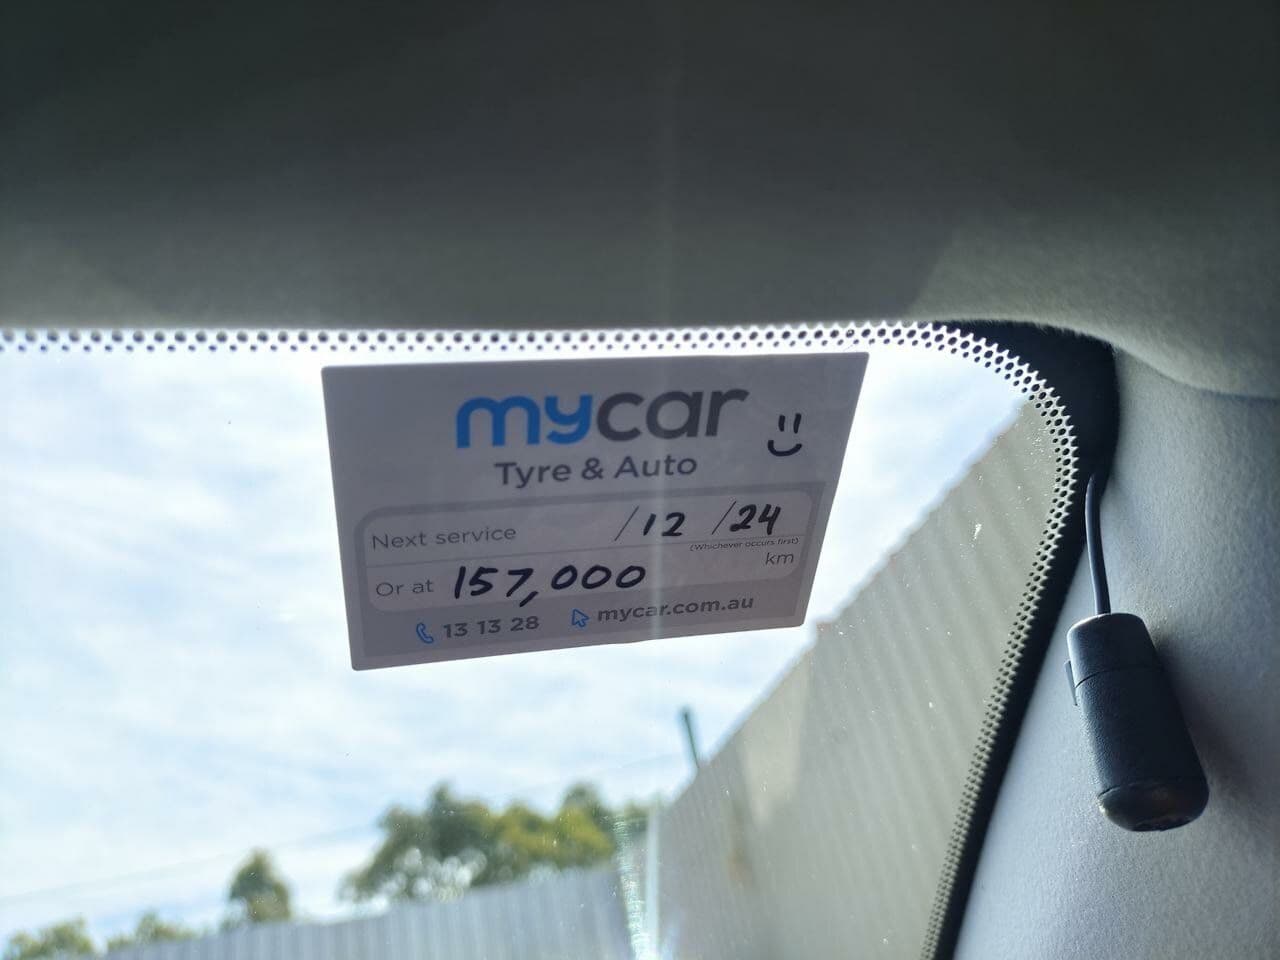 mycar
Tyre & Auto
Next service /12 /24
(Whichever occurs first)
Or at 157,000 km
13 13 28 mycar.com.au